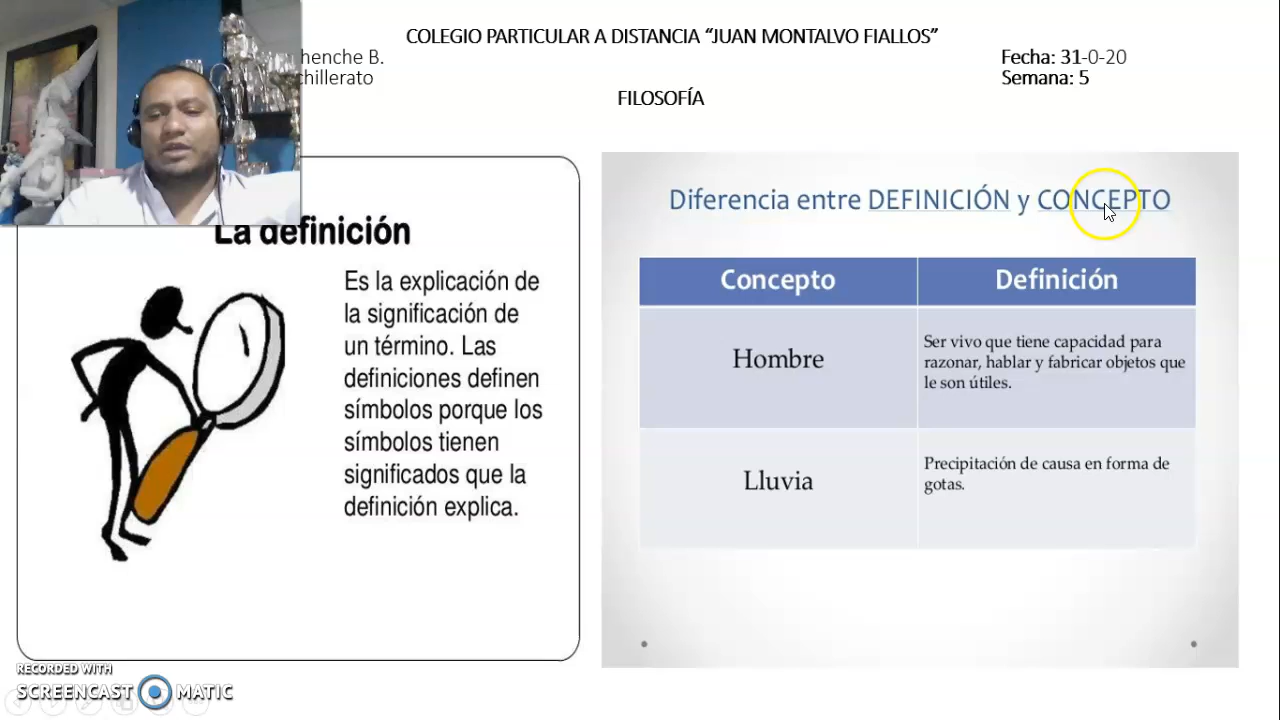 COLEGIO PARTICULAR A DISTANCIA “JUAN MONTALVO FIALLOS”
henche B.
Fecha: 31-0-20
chillerato
Semana: 5
FILOSOFÍA
La definición
Es la explicación de
la significación de
un término. Las
definiciones definen
símbolos porque los
símbolos tienen
significados que la
definición explica.
Diferencia entre DEFINICIÓN y CONCEPTO
Concepto
Definición
Hombre
Ser vivo que tiene capacidad para
razonar, hablar y fabricar objetos que
le son útiles.
Lluvia
Precipitación de causa en forma de
gotas.
RECORDED WITH
SCREENCAST MATIC